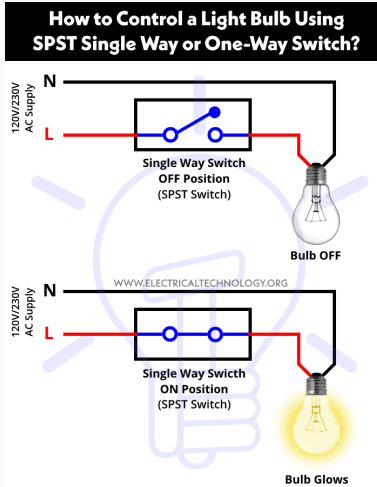 How to Control a Light Bulb Using
SPST Single Way or One-Way Switch?
120V/230V
AC Supply
N
L
Single Way Switch
OFF Position
(SPST Switch)
Bulb OFF
WWW.ELECTRICALTECHNOLOGY.ORG
120V/230V
AC Supply
N
L
Single Way Swicth
ON Position
(SPST Switch)
Bulb Glows